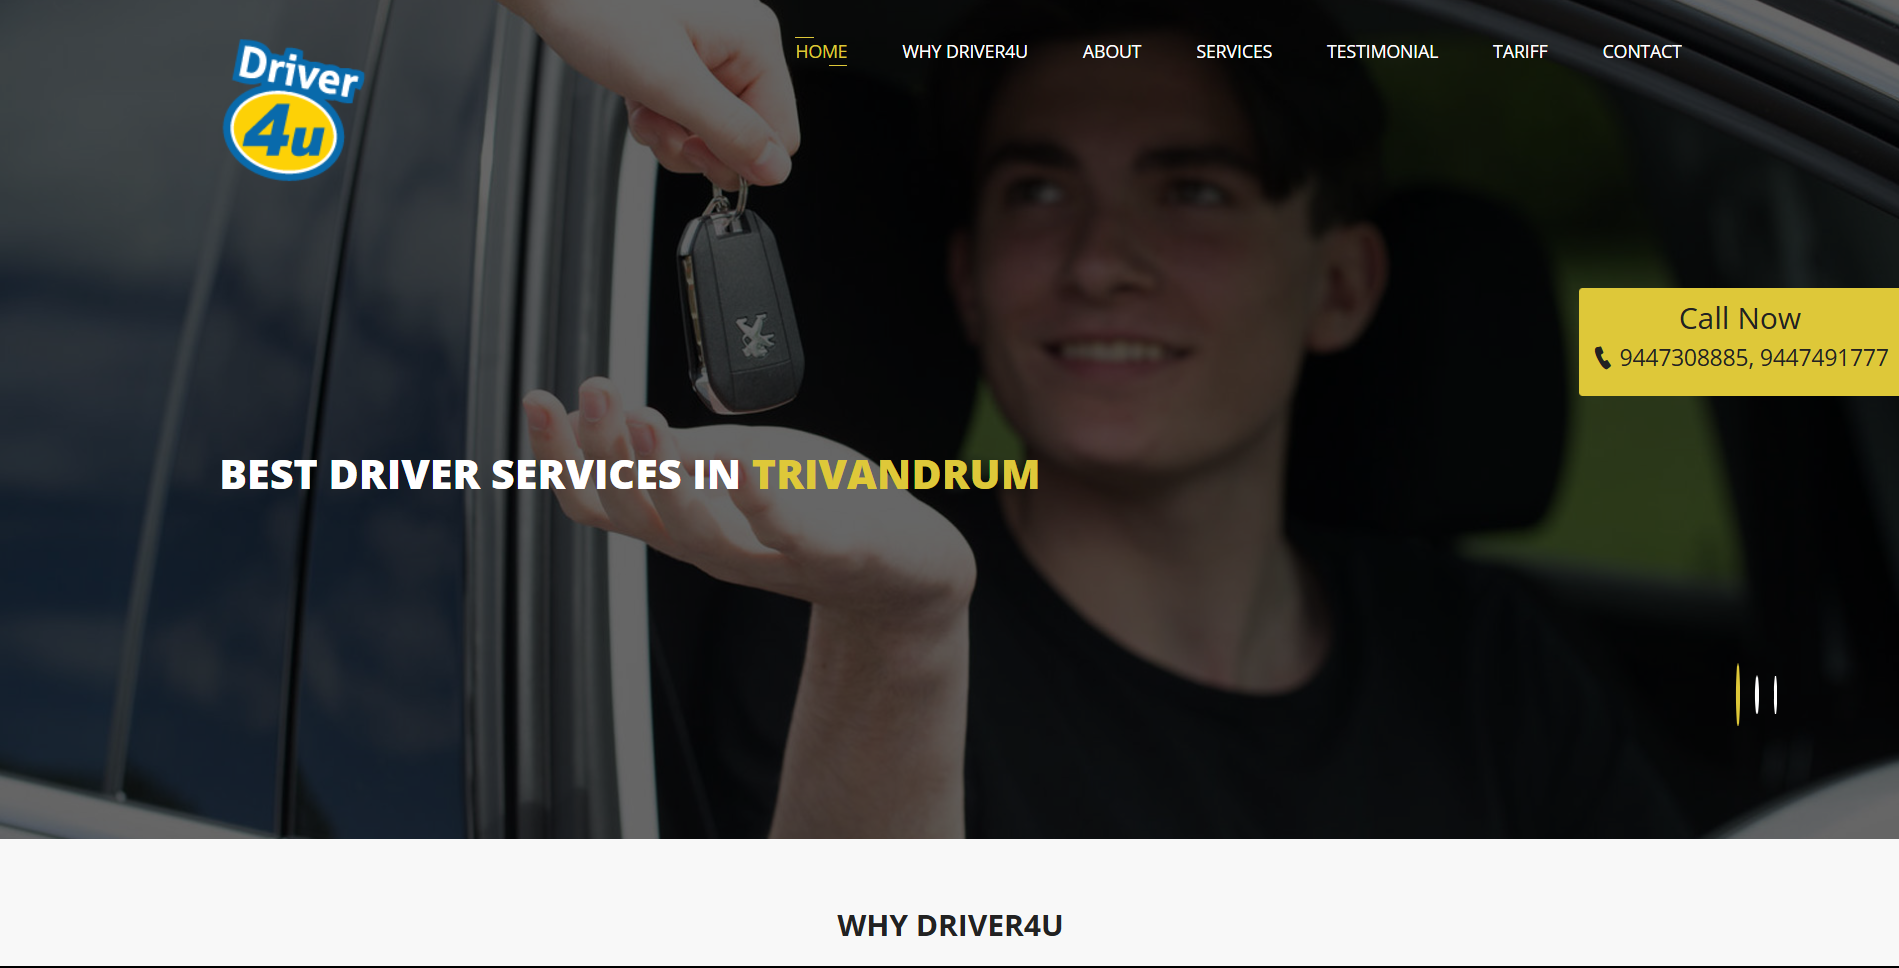 Driver
4u
HOME WHY DRIVER4U ABOUT SERVICES TESTIMONIAL TARIFF CONTACT
Call Now
9447308885, 9447491777
BEST DRIVER SERVICES IN TRIVANDRUM
WHY DRIVER4U